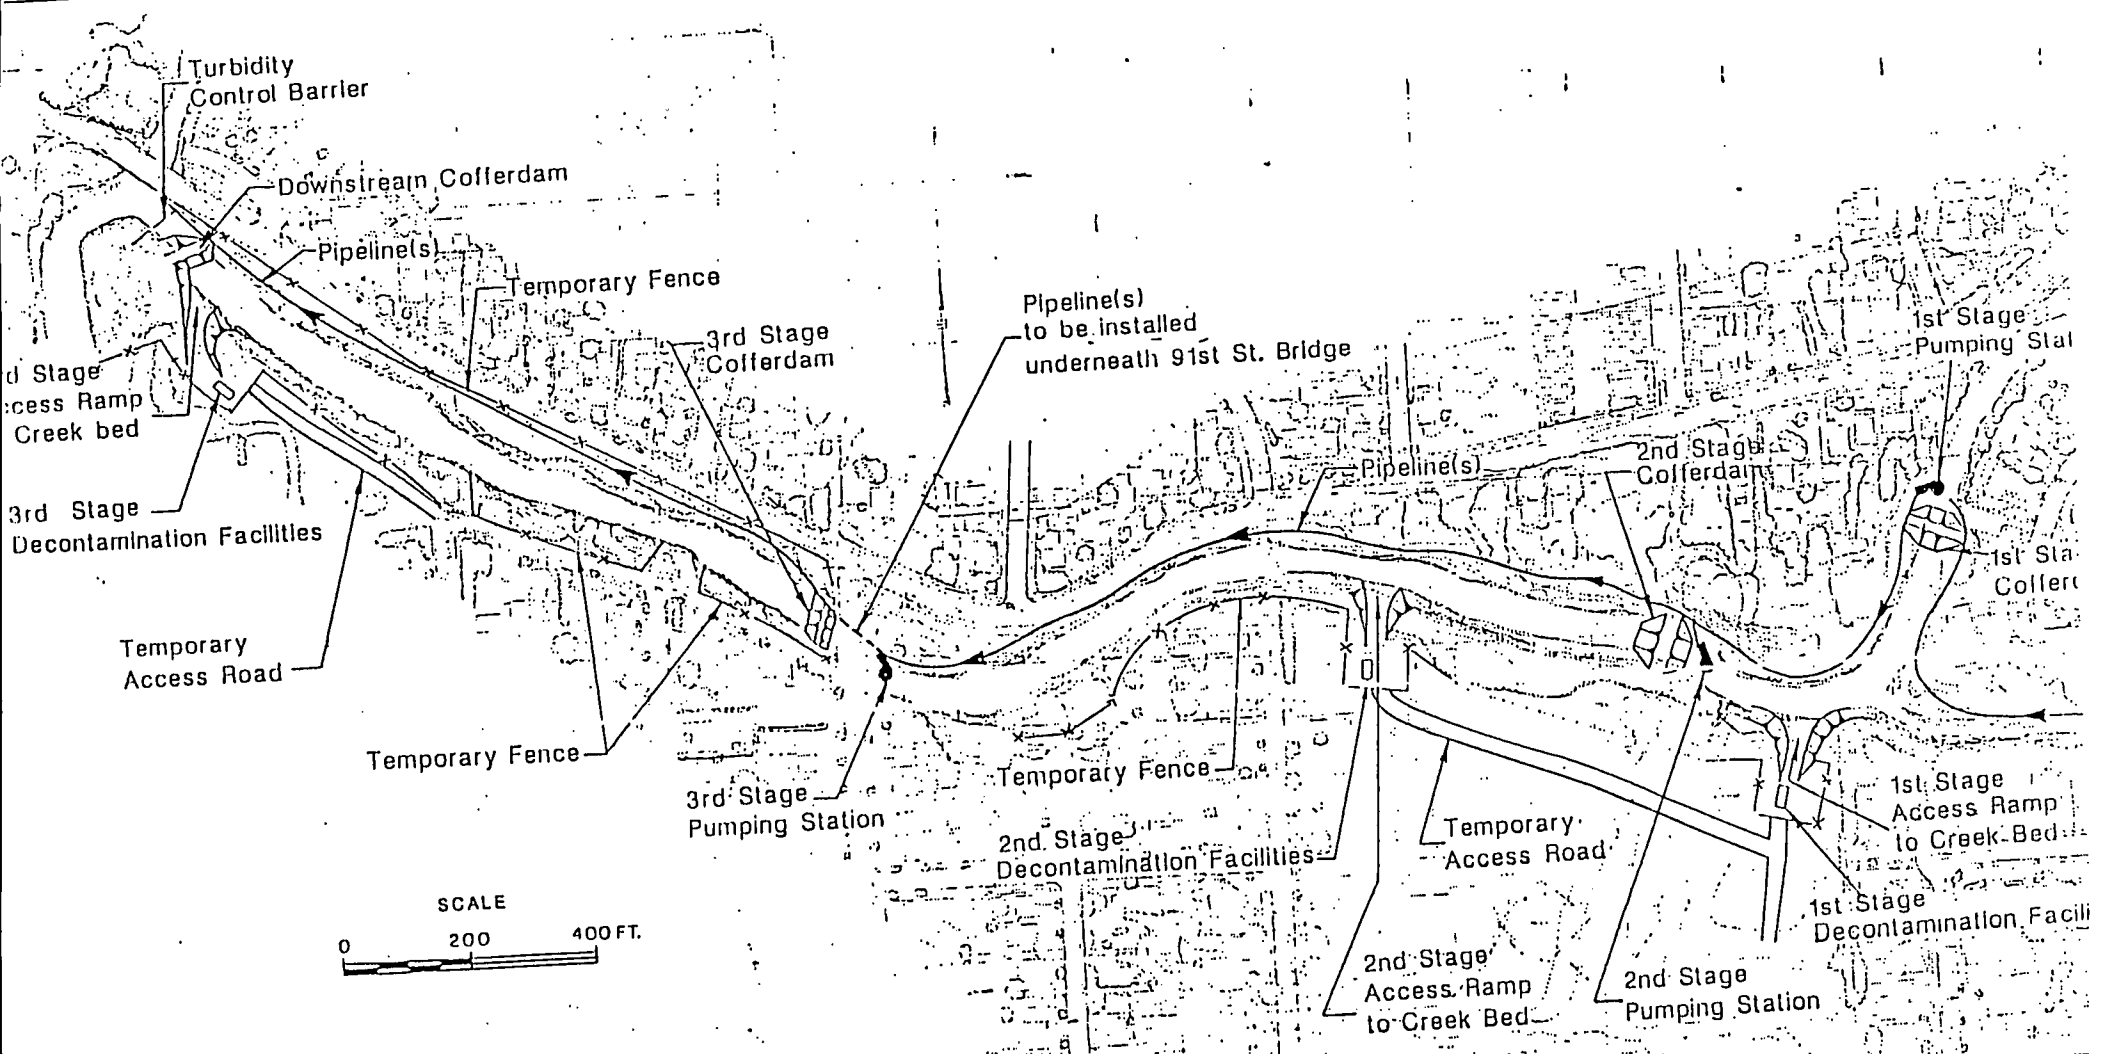 Turbidity
Control Barrier
Downstream Cofferdam
Pipeline(s)
Temporary Fence
3rd Stage
Cofferdam
Pipeline(s)
to be installed
underneath 91st St. Bridge
1st Stage
Pumping Stat
d Stage
cess Ramp
Creek bed
Pipeline(s)
2nd Stage
Cofferdam
3rd Stage
Decontamination Facilities
1st Sta
Coffer
Temporary
Access Road
Temporary Fence
Temporary Fence
3rd Stage
Pumping Station
1st Stage
Access Ramp
to Creek Bed
2nd Stage
Decontamination Facilities
Temporary
Access Road
1st Stage
Decontamination Facili
SCALE
0 200 400 FT.
2nd Stage
Access Ramp
to Creek Bed
2nd Stage
Pumping Station